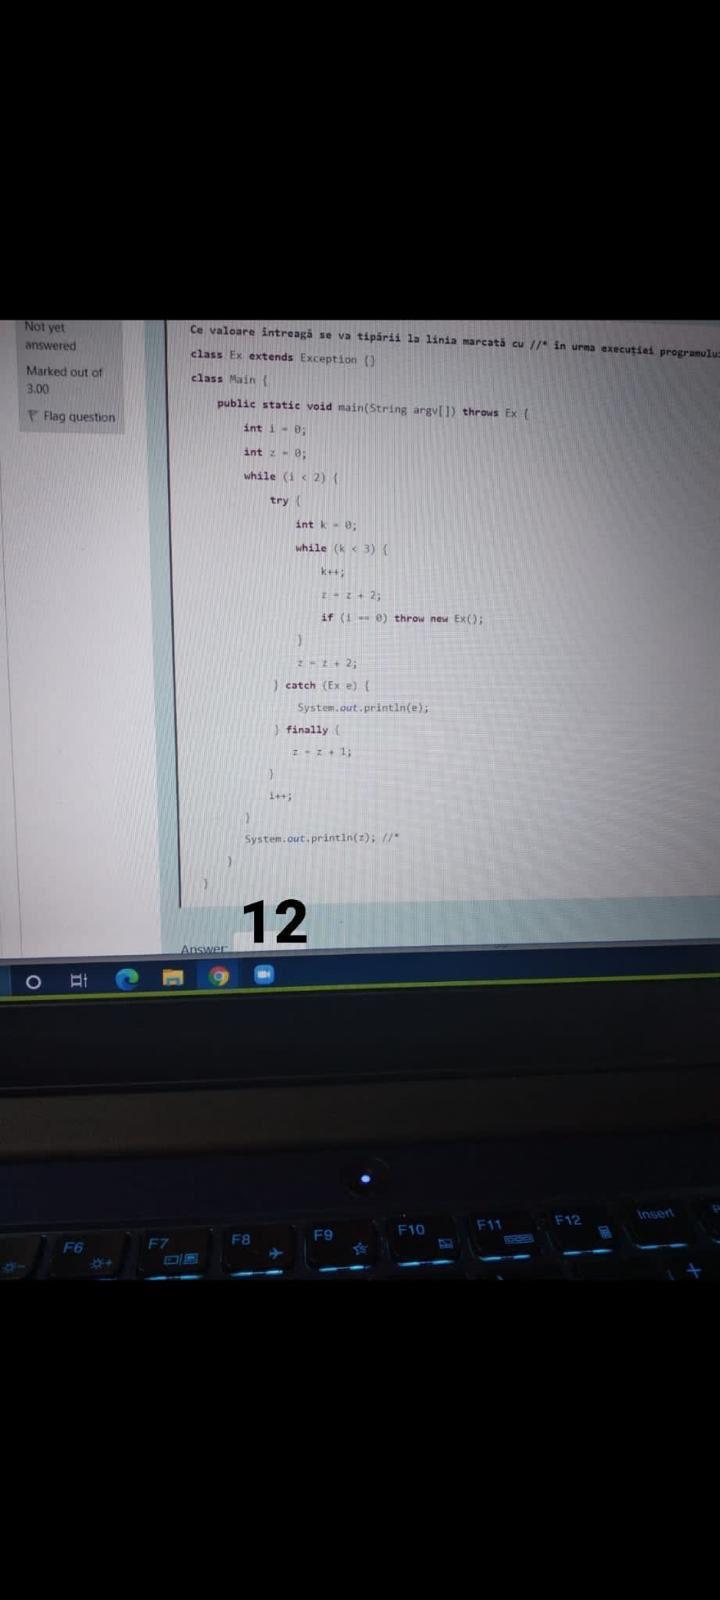 Not yet
answered
Marked out of
3.00
Flag question
Ce valoare întreagă se va tipării la linia marcată cu //* în urma execuției programului
class Ex extends Exception {}
class Main {
public static void main(String argv[]) throws Ex {
int i = 0;
int z = 0;
while (i < 2) {
try {
int k = 0;
while (k < 3) {
k++;
z = z + 2;
if (i == 0) throw new Ex();
}
z = z + 2;
} catch (Ex e) {
System.out.println(e);
} finally {
z = z + 1;
}
i++;
}
System.out.println(z); //*
}
}
12
Answer:
F6
F7
F8
F9
F10
F11
F12
Insert